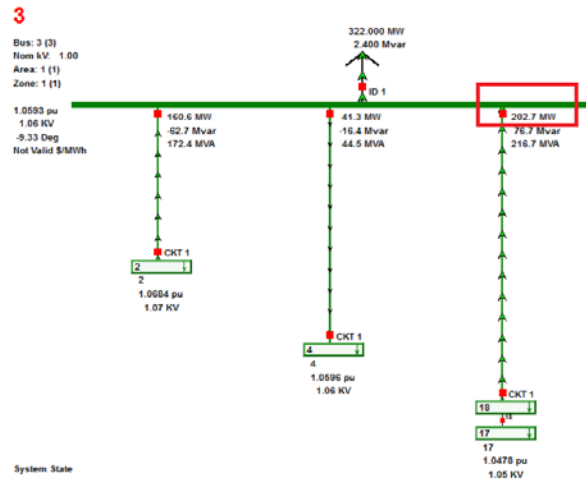 3
Bus: 3 (3)
Nom kV: 1.00
Area: 1 (1)
Zone: 1 (1)
1.0593 pu
1.06 KV
-9.33 Deg
Not Valid $/MWh
322.000 MW
2.400 Mvar
ID 1
160.6 MW
-62.7 Mvar
172.4 MVA
41.3 MW
-16.4 Mvar
44.5 MVA
202.7 MW
76.7 Mvar
216.7 MVA
CKT 1
2
2
1.0684 pu
1.07 KV
CKT 1
4
4
1.0596 pu
1.06 KV
CKT 1
18
17
17
1.0478 pu
1.05 KV
System State